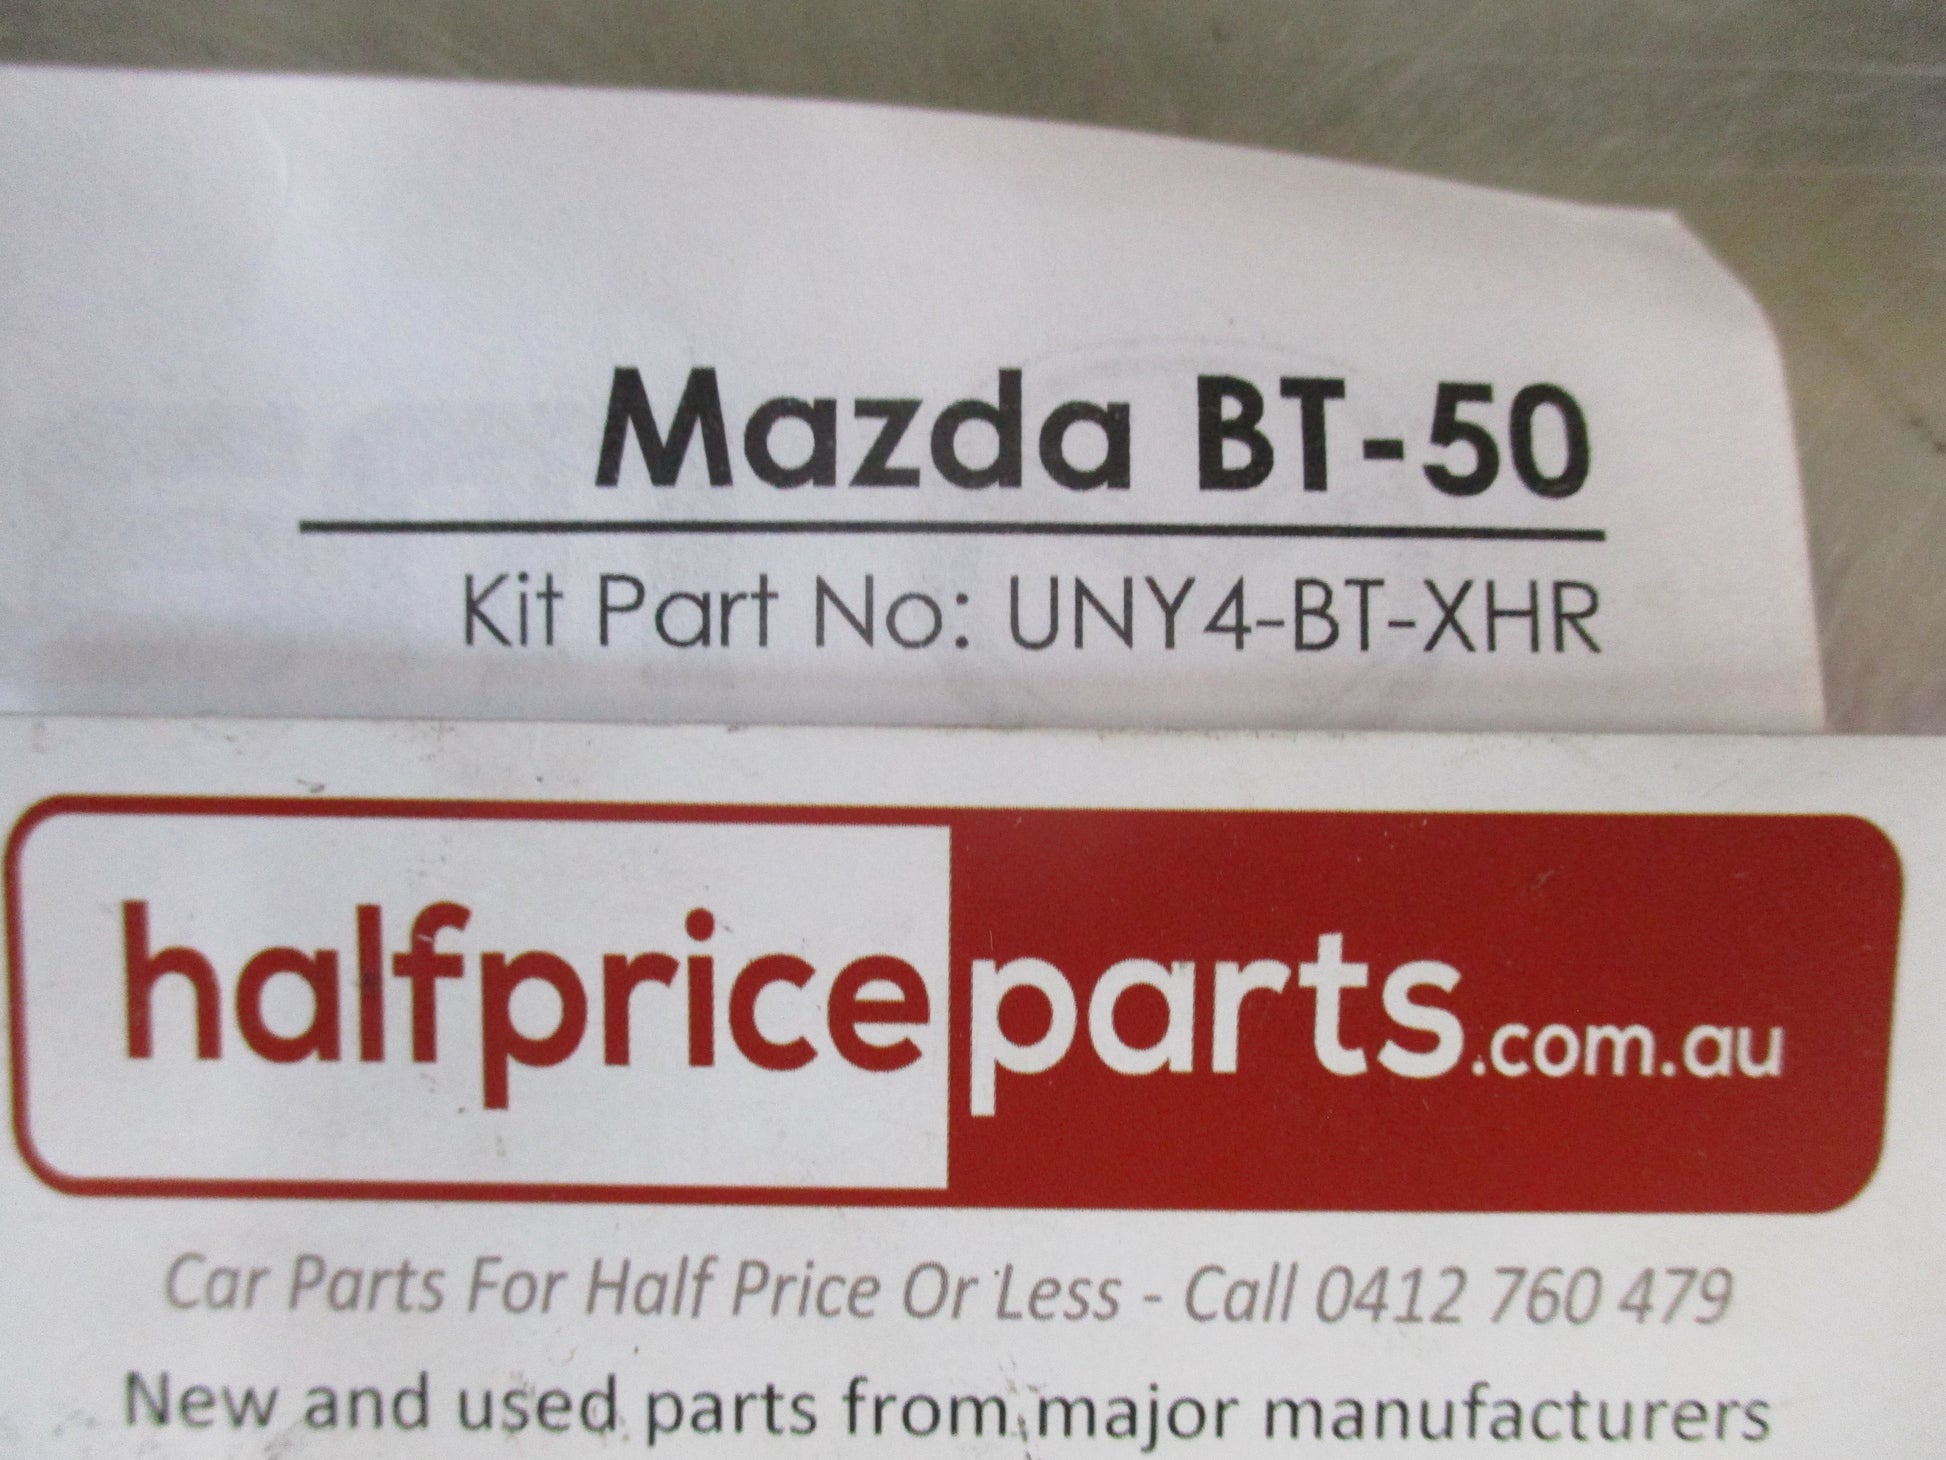 Mazda BT-50
Kit Part No: UNY4-BT-XHR
halfpriceparts.com.au
Car Parts For Half Price Or Less - Call 0412 760 479
New and used parts from major manufacturers